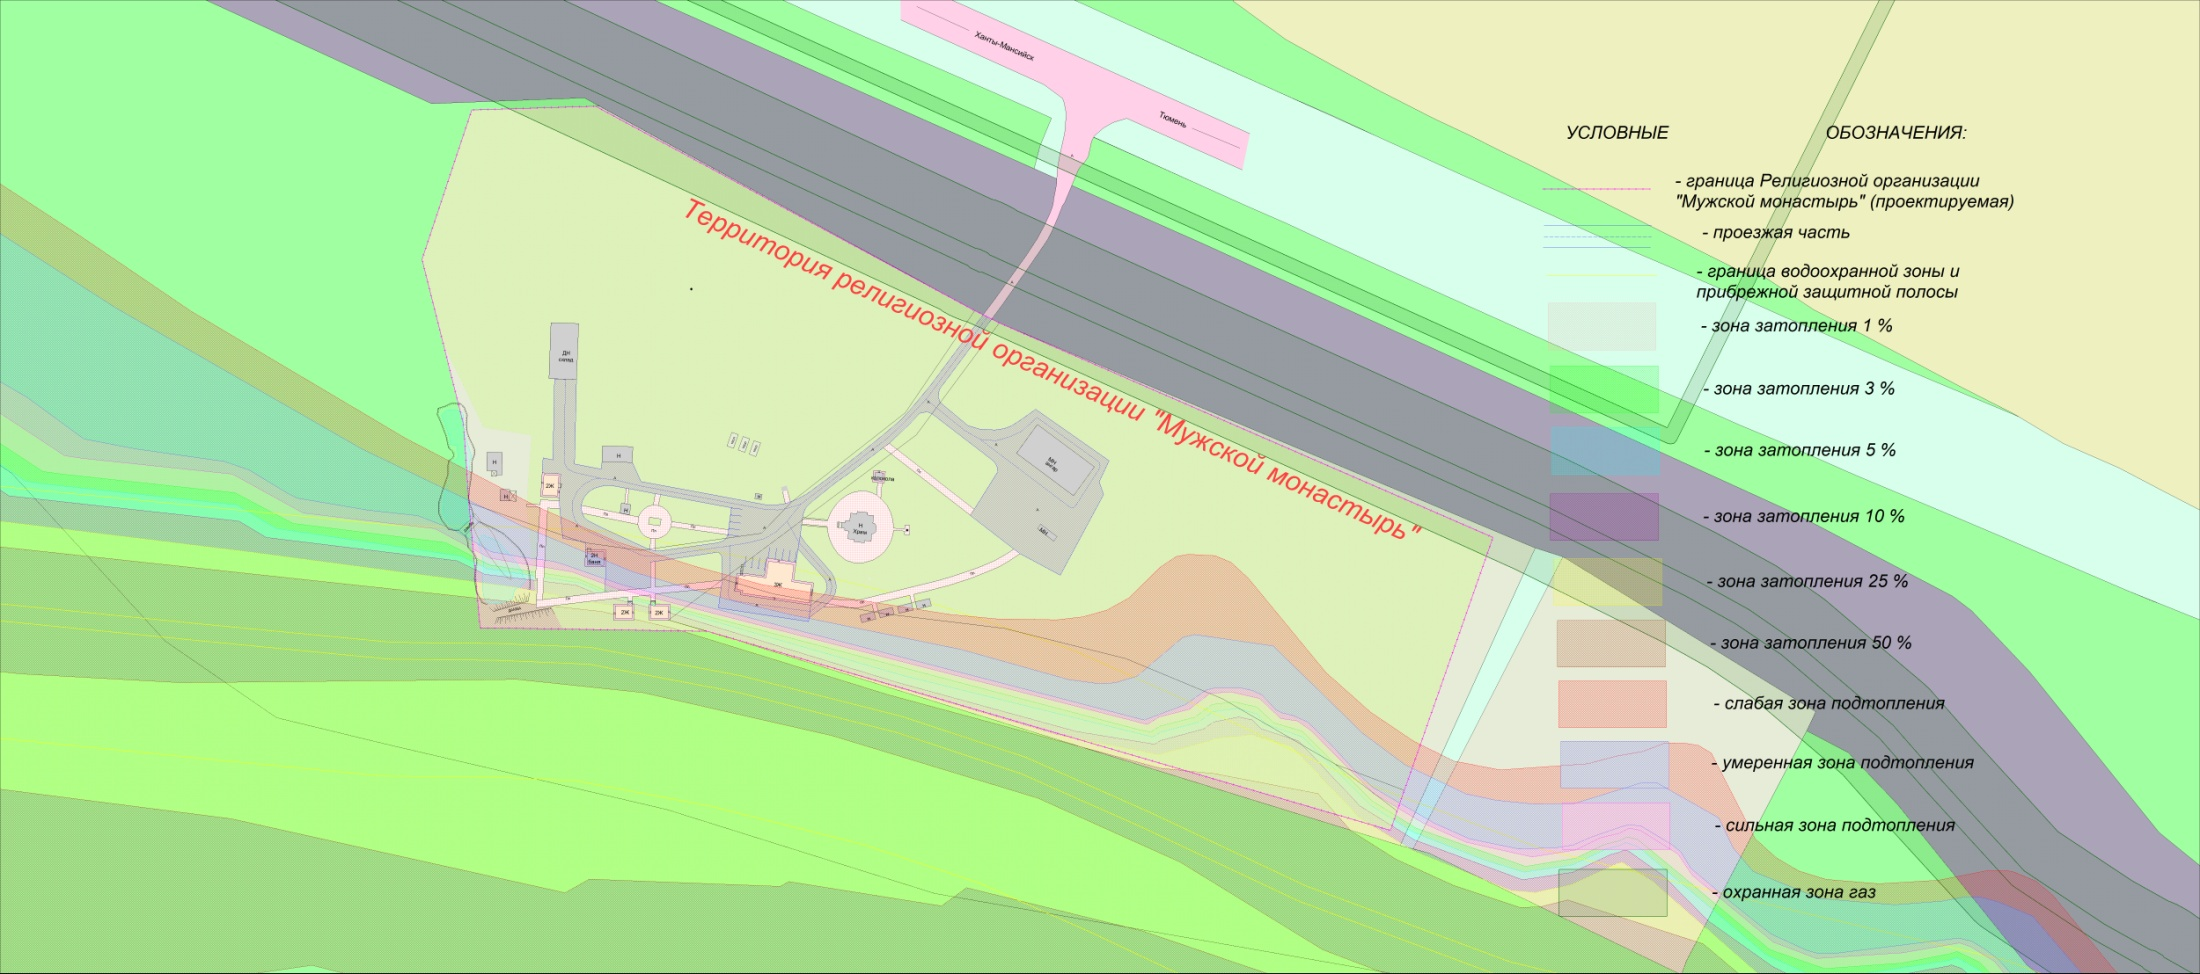 Ханты-Мансийск
Тюмень
Территория религиозной организации "Мужской монастырь"
УСЛОВНЫЕ ОБОЗНАЧЕНИЯ:
- граница Религиозной организации
"Мужской монастырь" (проектируемая)
- проезжая часть
- граница водоохранной зоны и
прибрежной защитной полосы
- зона затопления 1 %
- зона затопления 3 %
- зона затопления 5 %
- зона затопления 10 %
- зона затопления 25 %
- зона затопления 50 %
- слабая зона подтопления
- умеренная зона подтопления
- сильная зона подтопления
- охранная зона газ
Н
Н
Н
2Ж
Н
Храм
МН
2Ж
2Ж